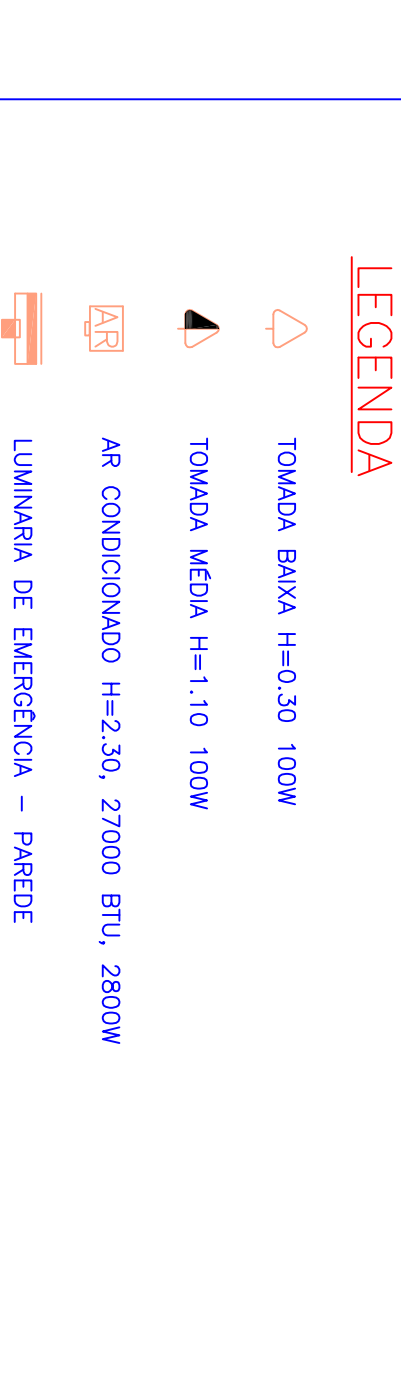 LEGENDA
TOMADA BAIXA H=0.30 100W
TOMADA MÉDIA H=1.10 100W
AR
AR CONDICIONADO H=2.30, 27000 BTU, 2800W
LUMINARIA DE EMERGÊNCIA – PAREDE